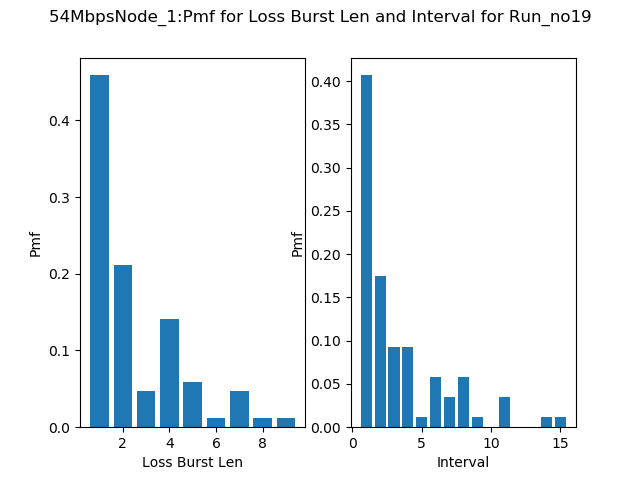 54MbpsNode_1:Pmf for Loss Burst Len and Interval for Run_no19
0.4
0.3
0.2
0.1
0.0
Pmf
2 4 6 8
Loss Burst Len
0.40
0.35
0.30
0.25
0.20
0.15
0.10
0.05
0.00
Pmf
0 5 10 15
Interval